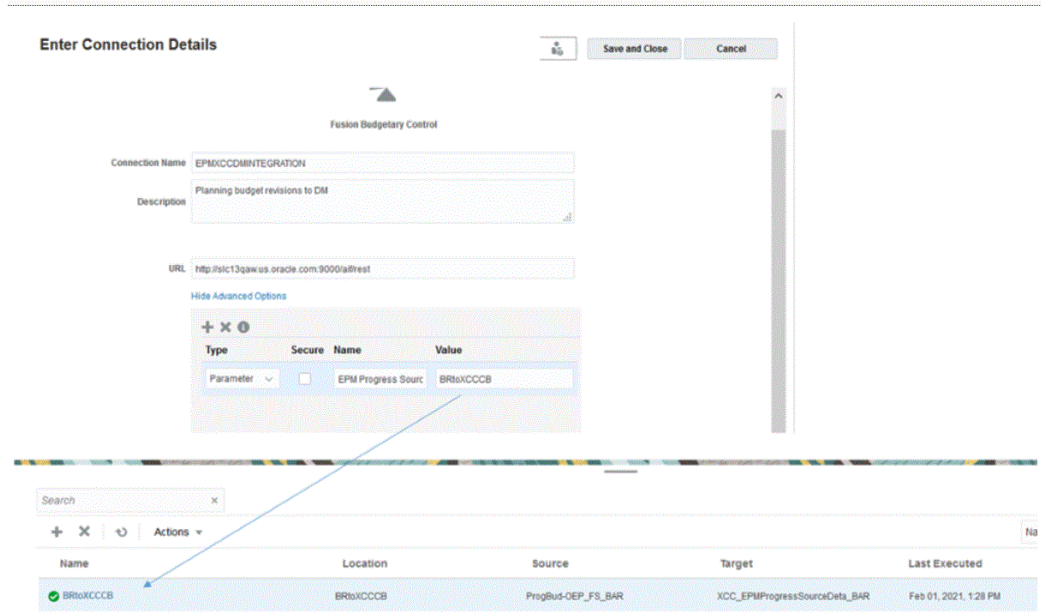 Enter Connection Details
Save and Close
Cancel
Fusion Budgetary Control
Connection Name EPMXCCDMINTEGRATION
Description Planning budget revisions to DM
URL http://slc13qaw.us.oracle.com:9000/aif/rest
Hide Advanced Options
Type Secure Name Value
Parameter EPM Progress Sourc BRtoXCCCB
Search
Actions
Na
Name Location Source Target Last Executed
BRtoXCCCB BRtoXCCCB ProgBud-OEP_FS_BAR XCC_EPMProgressSourceDeta_BAR Feb 01, 2021, 1:28 PM